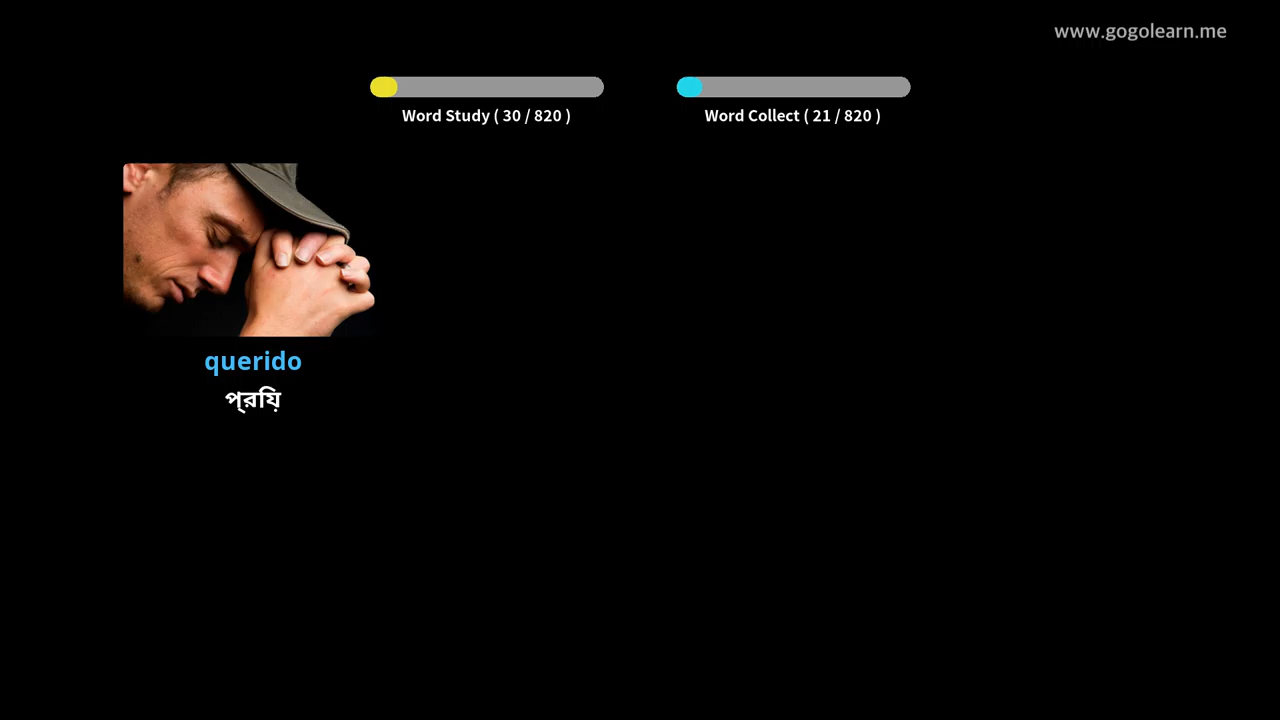 www.gogolearn.me
Word Study ( 30 / 820 )
Word Collect ( 21 / 820 )
querido
প্রিয়